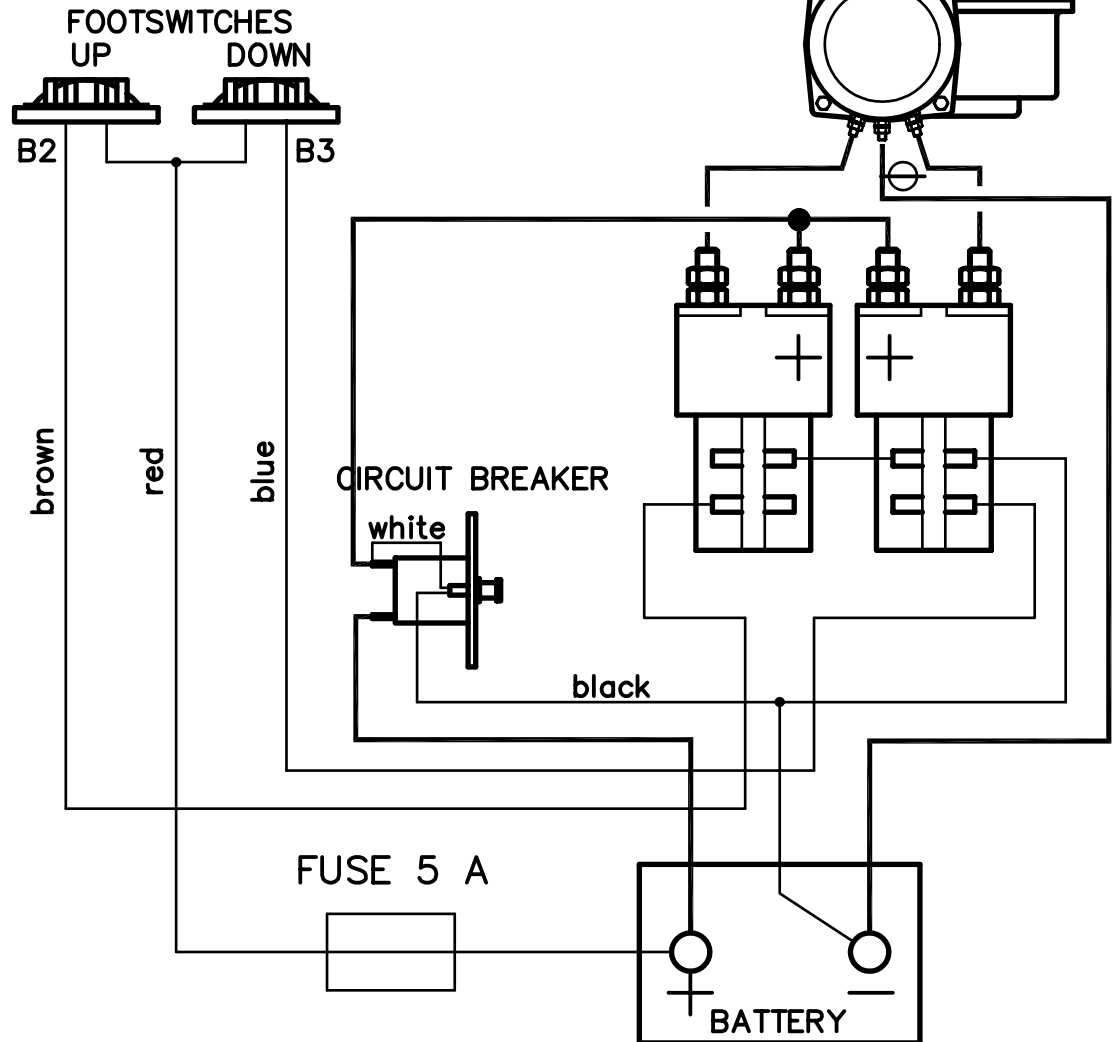 FOOTSWITCHES
UP DOWN
B2 B3
brown
red
blue
CIRCUIT BREAKER
white
black
FUSE 5 A
+ +
+ −
BATTERY